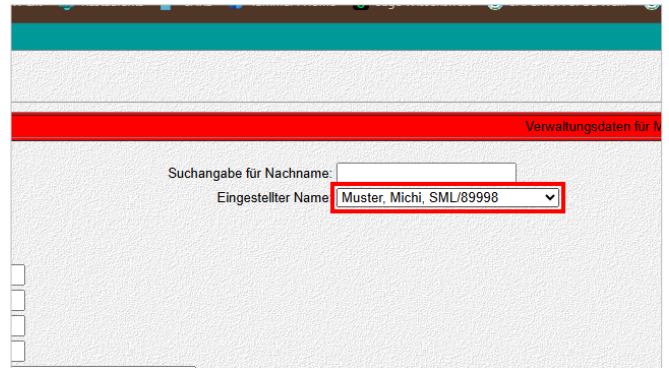 Verwaltungsdaten für M
Suchangabe für Nachname:
Eingestellter Name: Muster, Michi, SML/89998